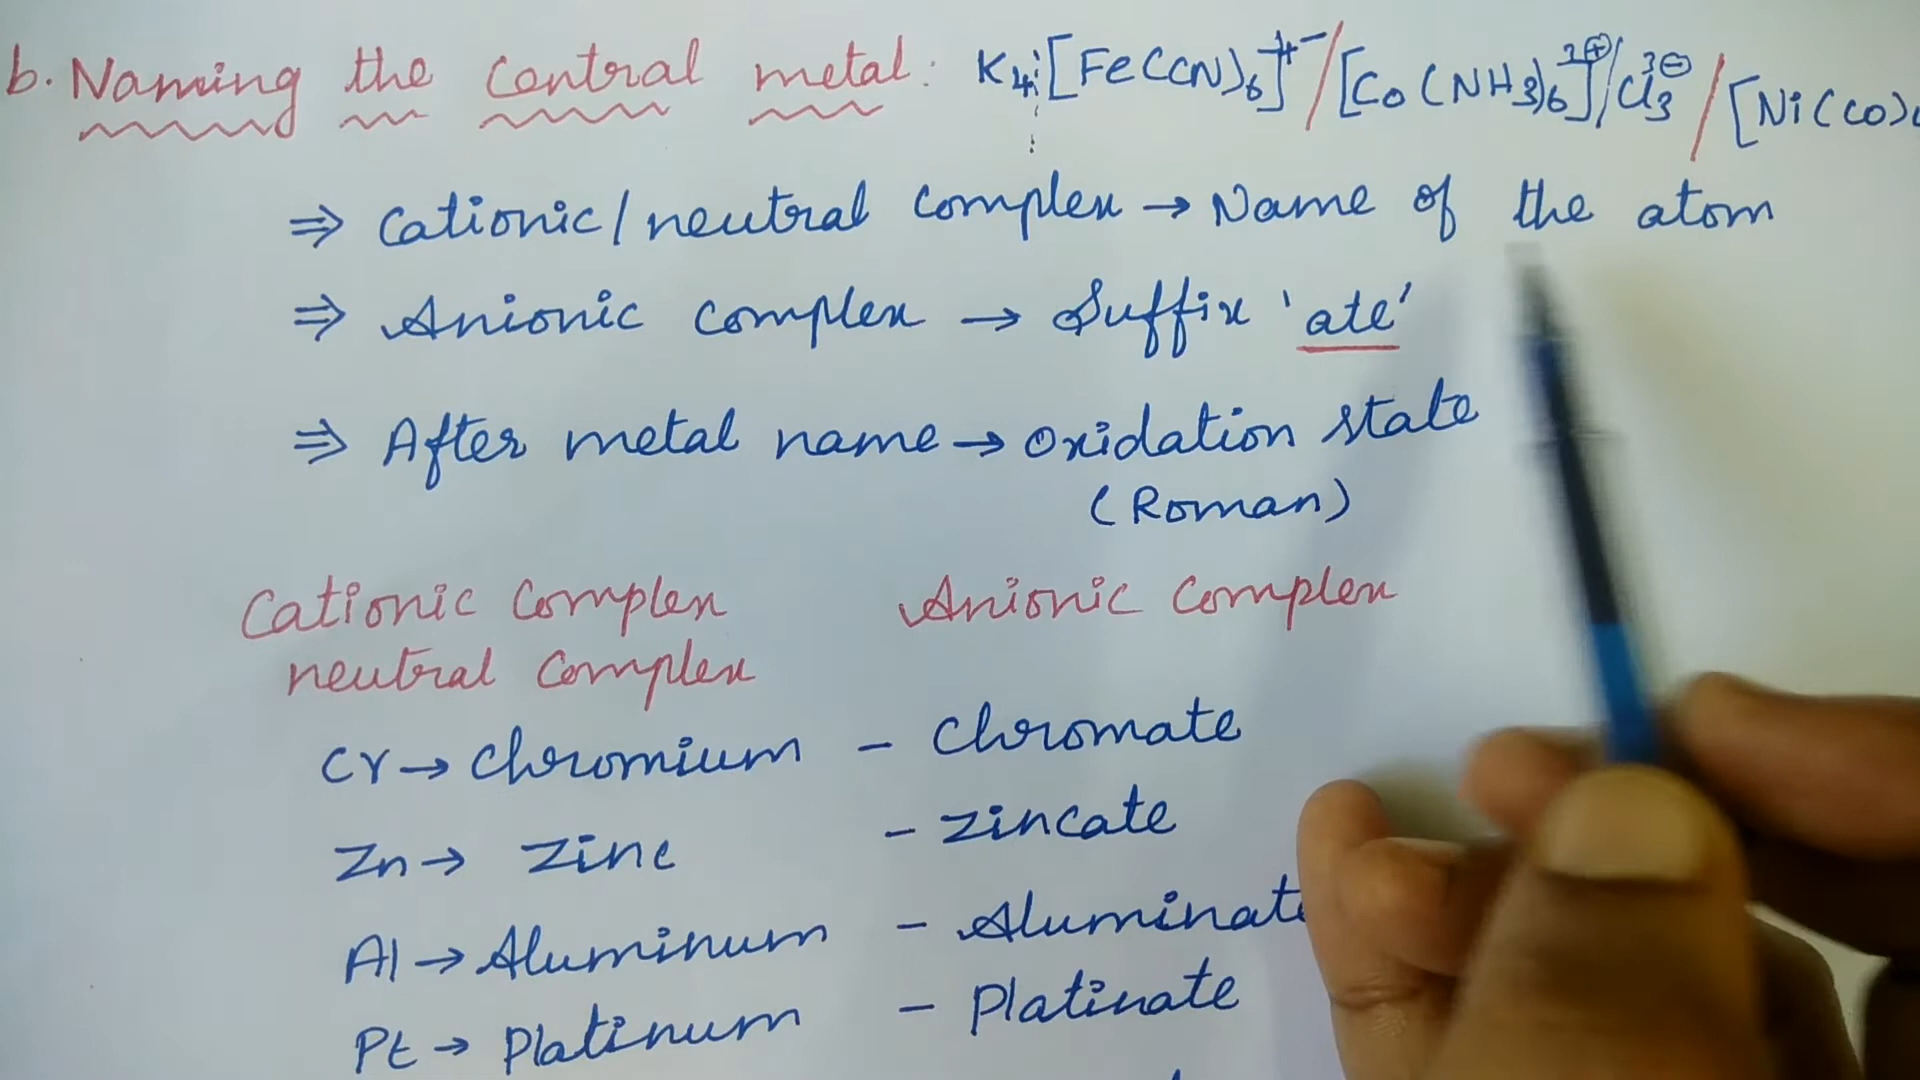 b. Naming the central metal: K4[Fe(CN)6]4-/[Co(NH3)6]3+/Cl3 3-/[Ni(CO)
⇒ Cationic/neutral complex → Name of the atom
⇒ Anionic complex → Suffix 'ate'
⇒ After metal name → Oxidation state
(Roman)
Cationic Complex Anionic Complex
neutral Complex
Cr → Chromium - Chromate
Zn → Zinc - Zincate
Al → Aluminum - Aluminate
Pt → Platinum - Platinate